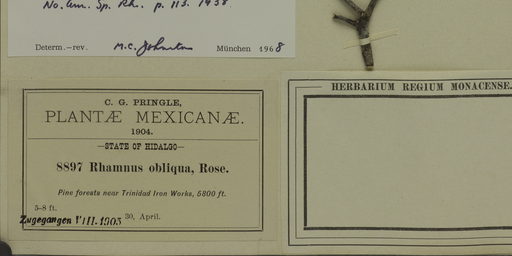 No. Am. Sp. Rh. p. 113. 1938
Determ.–rev. M.C. Johnston München 1968
HERBARIUM REGIUM MONACENSE.
C. G. PRINGLE,
PLANTÆ MEXICANÆ.
1904.
—STATE OF HIDALGO—
8897 Rhamnus obliqua, Rose.
Pine forests near Trinidad Iron Works, 5800 ft.
5–8 ft.
30, April.
Zugegangen VIII.1905